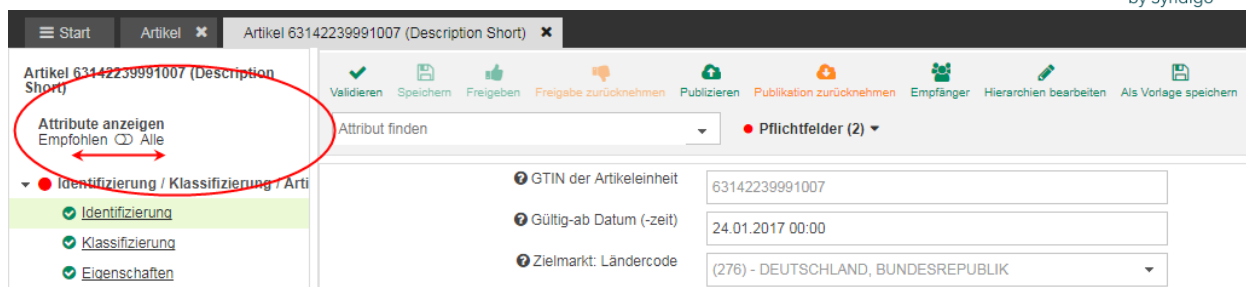 by syndigo
Start
Artikel
Artikel 63142239991007 (Description Short)
Artikel 63142239991007 (Description
Short)
Attribute anzeigen
Empfohlen Alle
Identifizierung / Klassifizierung / Arti
Identifizierung
Klassifizierung
Eigenschaften
Validieren Speichern Freigeben Freigabe zurücknehmen Publizieren Publikation zurücknehmen Empfänger Hierarchien bearbeiten Als Vorlage speichern
Attribut finden
Pflichtfelder (2)
GTIN der Artikeleinheit
63142239991007
Gültig-ab Datum (-zeit)
24.01.2017 00:00
Zielmarkt: Ländercode
(276) - DEUTSCHLAND, BUNDESREPUBLIK